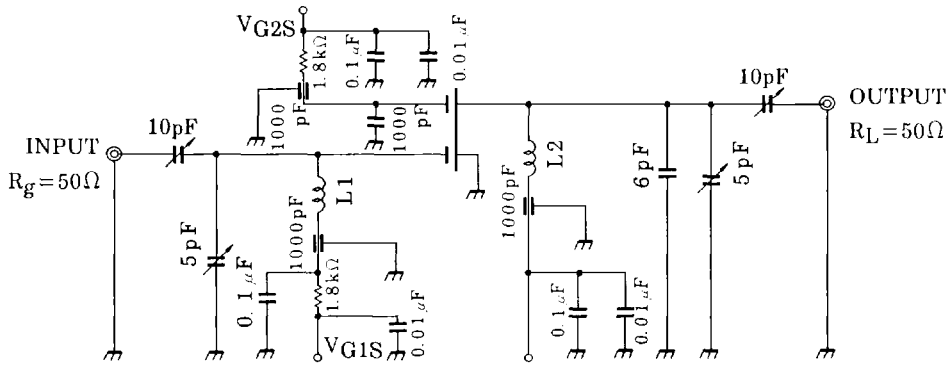 VG2S
1.8kΩ
0.1μF
0.01μF
1000
pF
1000
pF
10pF
INPUT
Rg=50Ω
5pF
L1
1000pF
0.1μF
1.8kΩ
0.01μF
VG1S
L2
1000pF
0.1μF
0.01μF
6pF
5pF
10pF
OUTPUT
RL=50Ω